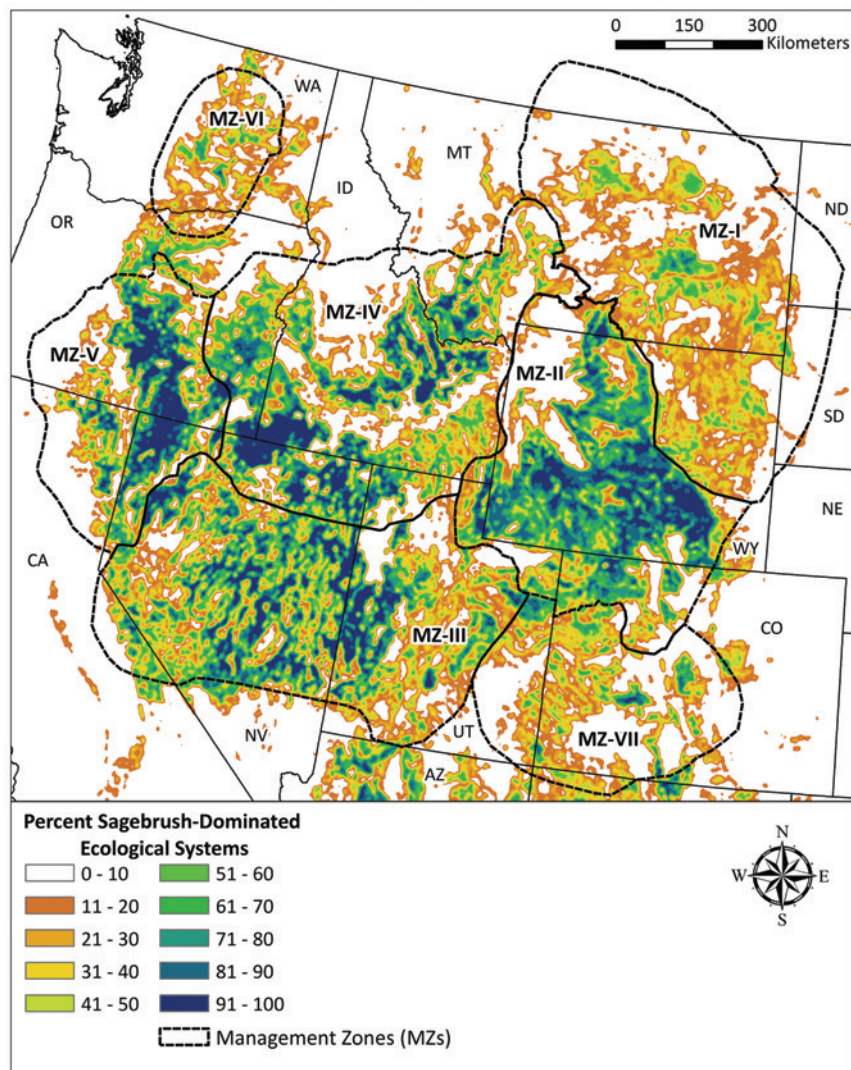 0 150 300
Kilometers
WA
MZ-VI
MT
ID
ND
OR
MZ-I
MZ-IV
MZ-V
MZ-II
SD
NE
WY
CA
CO
MZ-III
NV
UT
MZ-VII
AZ
Percent Sagebrush-Dominated
Ecological Systems
0 - 10
11 - 20
21 - 30
31 - 40
41 - 50
51 - 60
61 - 70
71 - 80
81 - 90
91 - 100
Management Zones (MZs)
N
W E
S